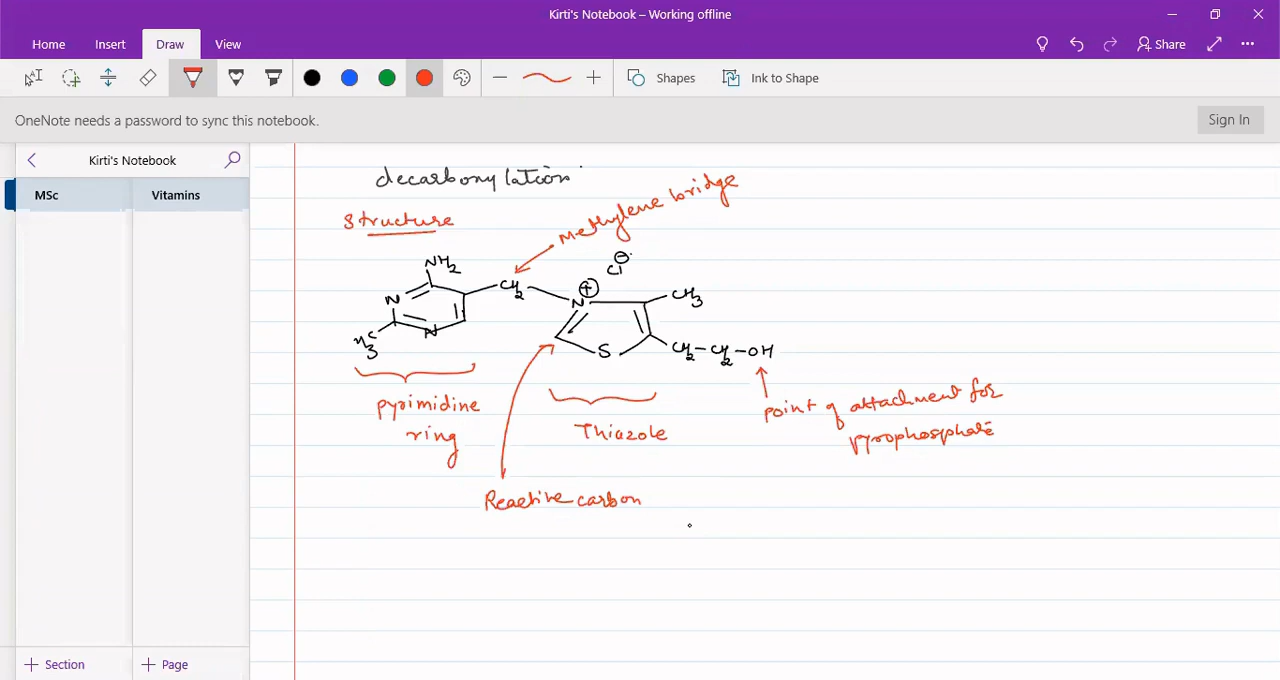 Kirti's Notebook – Working offline
Home Insert Draw View
Share
Shapes Ink to Shape
OneNote needs a password to sync this notebook.
Sign In
Kirti's Notebook
MSc Vitamins
decarbonylation
Structure
Methylene bridge
NH2
Cl⊖
N CH2 N⊕ CH3
H3C N S CH2-CH2-OH
pyrimidine
ring
Thiazole
point of attachment for
pyrophosphate
Reactive carbon
+ Section + Page